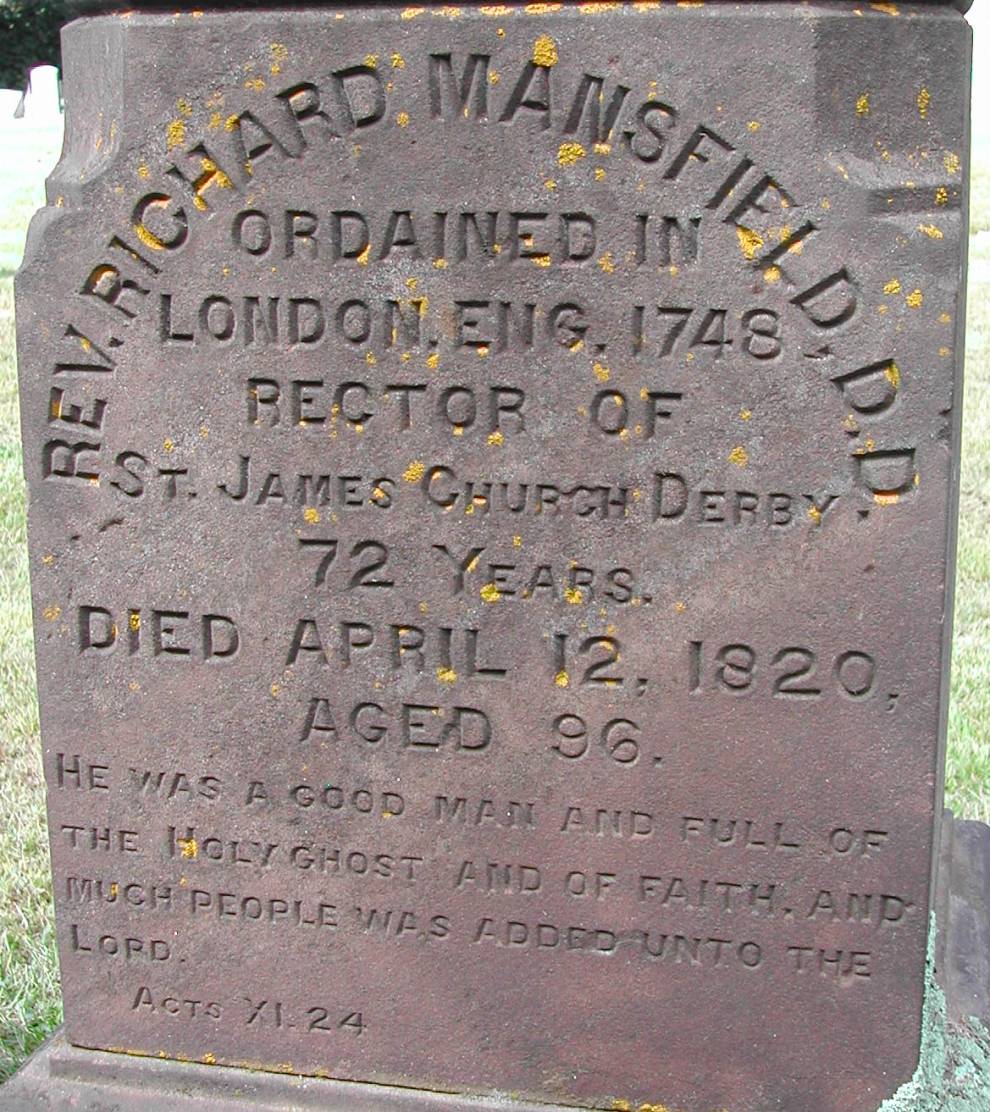 REV. RICHARD MANSFIELD, D.D.
ORDAINED IN
LONDON, ENG. 1748
RECTOR OF
ST. JAMES CHURCH DERBY.
72 YEARS.
DIED APRIL 12, 1820,
AGED 96.
HE WAS A GOOD MAN AND FULL OF
THE HOLY GHOST AND OF FAITH, AND
MUCH PEOPLE WAS ADDED UNTO THE
LORD.
ACTS XI. 24